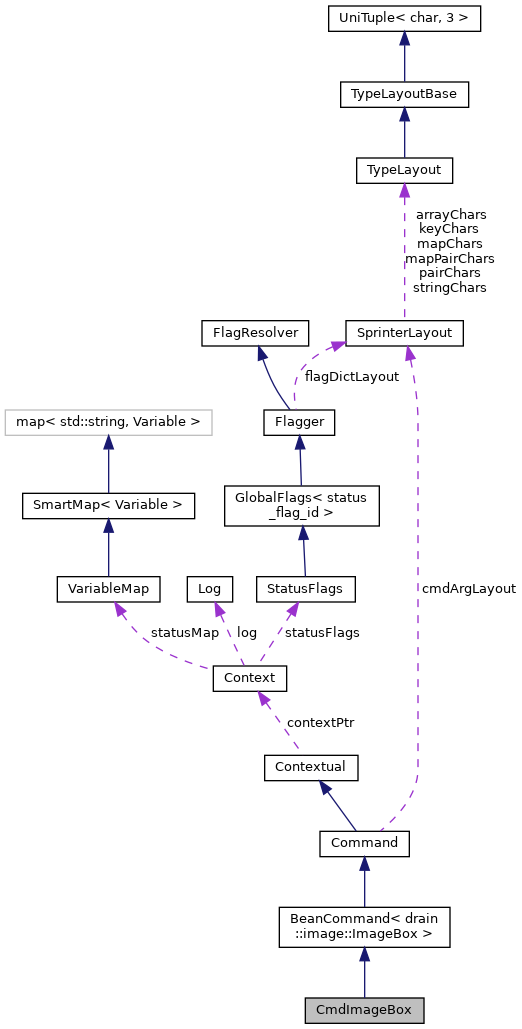 UniTuple< char, 3 >
TypeLayoutBase
TypeLayout
arrayChars
keyChars
mapChars
mapPairChars
pairChars
stringChars
FlagResolver
SprinterLayout
flagDictLayout
map< std::string, Variable >
Flagger
SmartMap< Variable >
GlobalFlags< status
_flag_id >
VariableMap
Log
StatusFlags
cmdArgLayout
statusMap
log
statusFlags
Context
contextPtr
Contextual
Command
BeanCommand< drain
::image::ImageBox >
CmdImageBox